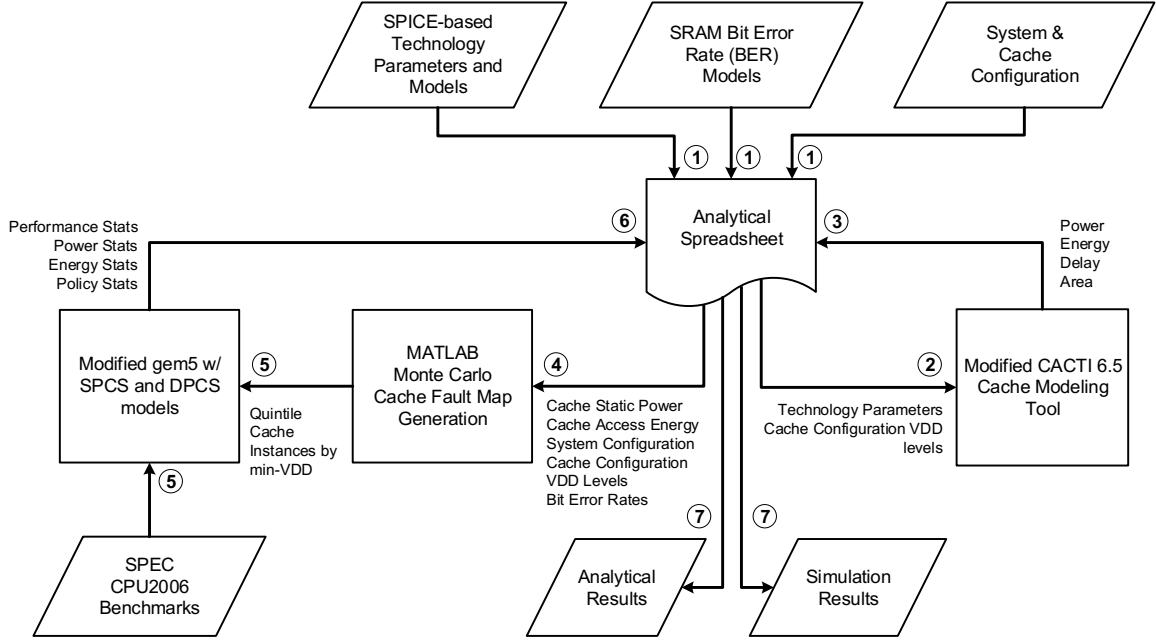 SPICE-based
Technology
Parameters and
Models
SRAM Bit Error
Rate (BER)
Models
System &
Cache
Configuration
1
1
1
Analytical
Spreadsheet
6
3
Performance Stats
Power Stats
Energy Stats
Policy Stats
Power
Energy
Delay
Area
Modified gem5 w/
SPCS and DPCS
models
5
Quintile
Cache
Instances by
min-VDD
MATLAB
Monte Carlo
Cache Fault Map
Generation
4
Cache Static Power
Cache Access Energy
System Configuration
Cache Configuration
VDD Levels
Bit Error Rates
2
Technology Parameters
Cache Configuration VDD
levels
Modified CACTI 6.5
Cache Modeling
Tool
5
7
7
SPEC
CPU2006
Benchmarks
Analytical
Results
Simulation
Results